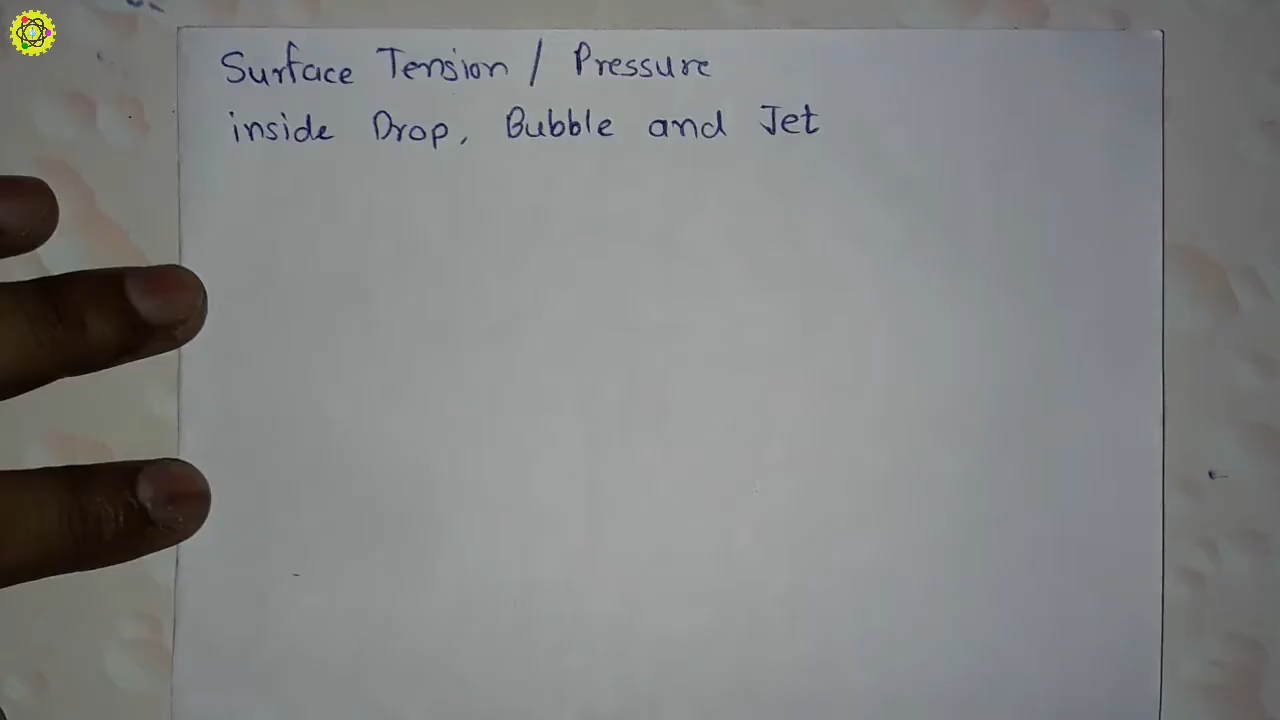 Surface Tension / Pressure
inside Drop, Bubble and Jet